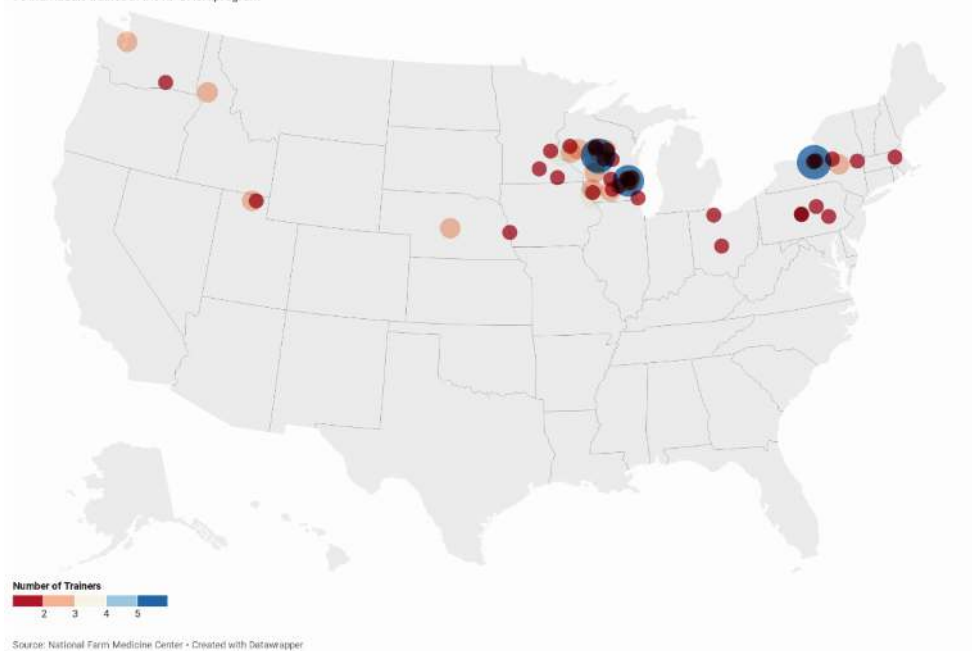 Number of Trainers
2 3 4 5
Source: National Farm Medicine Center • Created with Datawrapper